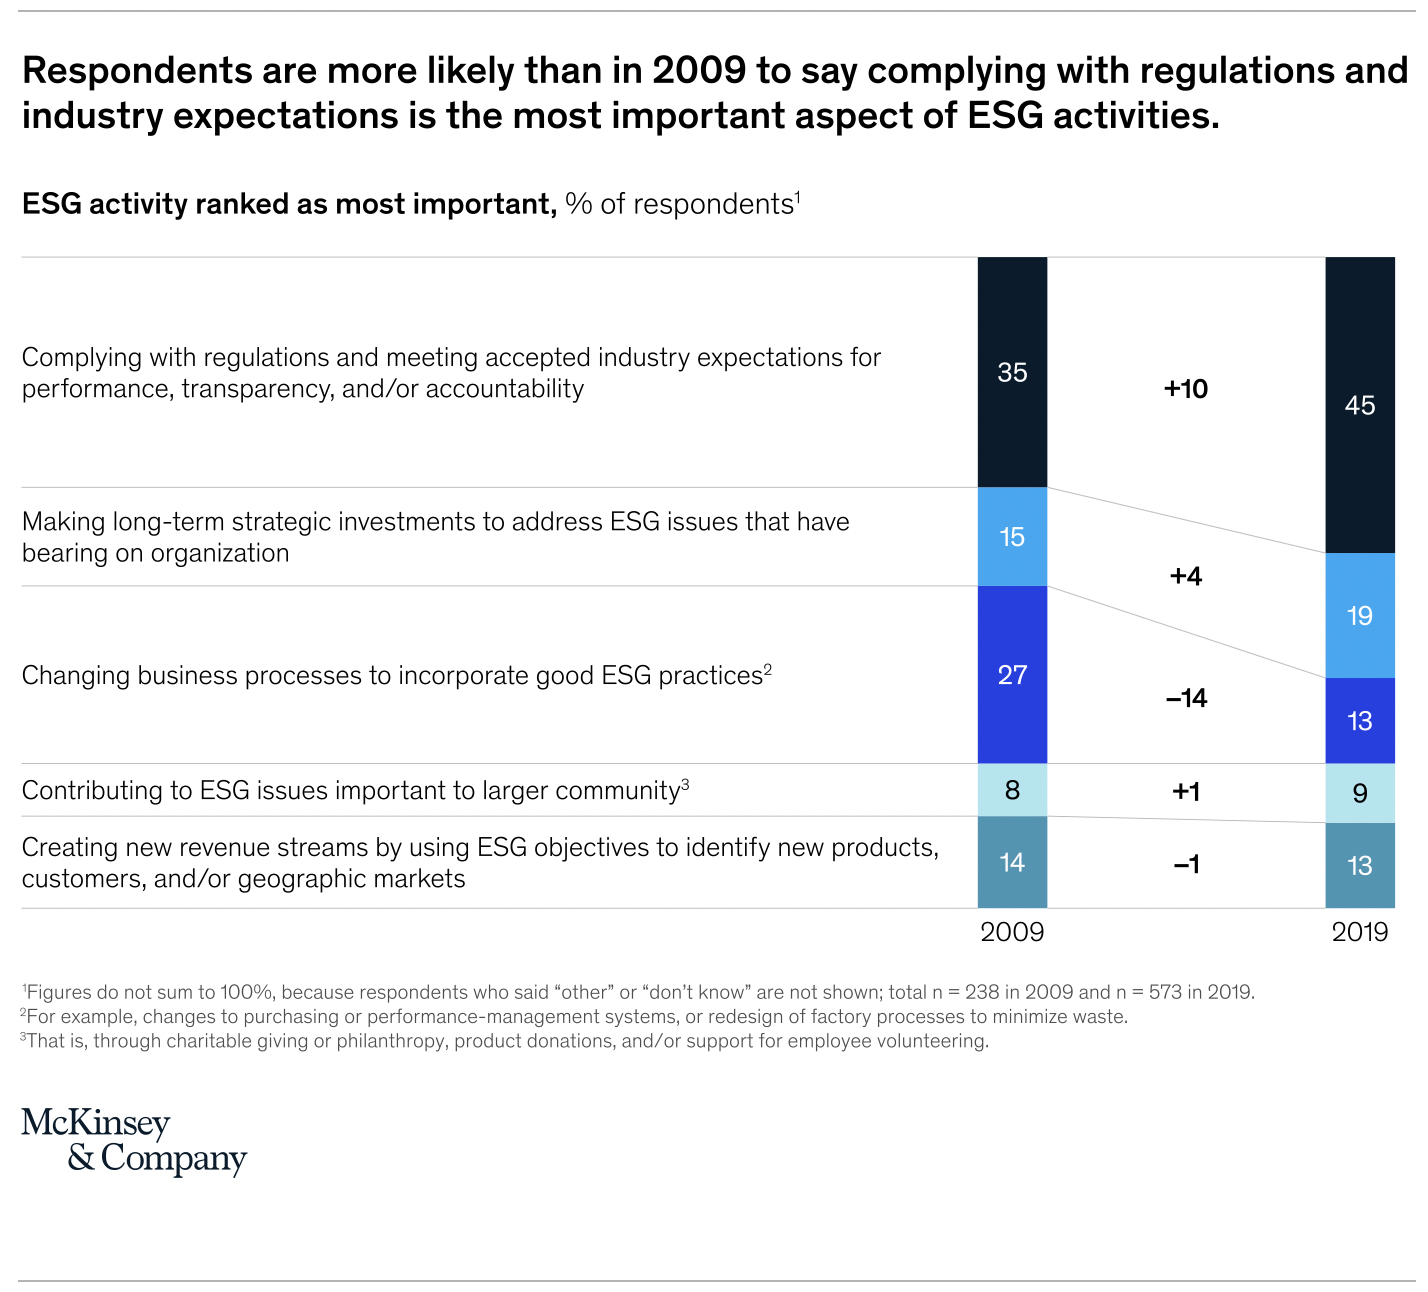 Respondents are more likely than in 2009 to say complying with regulations and
industry expectations is the most important aspect of ESG activities.
ESG activity ranked as most important, % of respondents¹
Complying with regulations and meeting accepted industry expectations for
performance, transparency, and/or accountability
35
+10
45
Making long-term strategic investments to address ESG issues that have
bearing on organization
15
+4
19
Changing business processes to incorporate good ESG practices²
27
–14
13
Contributing to ESG issues important to larger community³
8
+1
9
Creating new revenue streams by using ESG objectives to identify new products,
customers, and/or geographic markets
14
–1
13
2009
2019
¹Figures do not sum to 100%, because respondents who said “other” or “don’t know” are not shown; total n = 238 in 2009 and n = 573 in 2019.
²For example, changes to purchasing or performance-management systems, or redesign of factory processes to minimize waste.
³That is, through charitable giving or philanthropy, product donations, and/or support for employee volunteering.
McKinsey
& Company